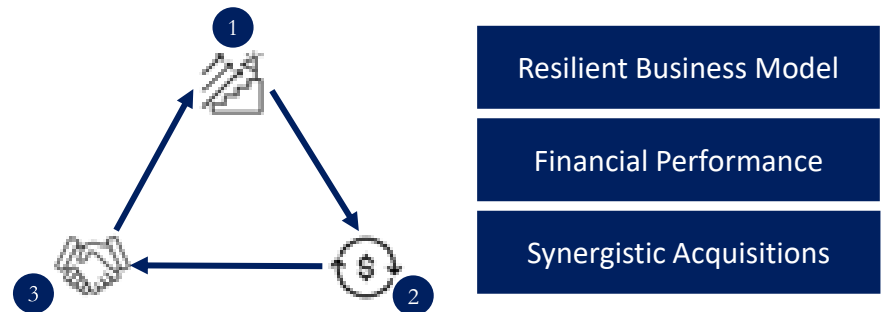 1
Resilient Business Model
Financial Performance
Synergistic Acquisitions
$
3
2